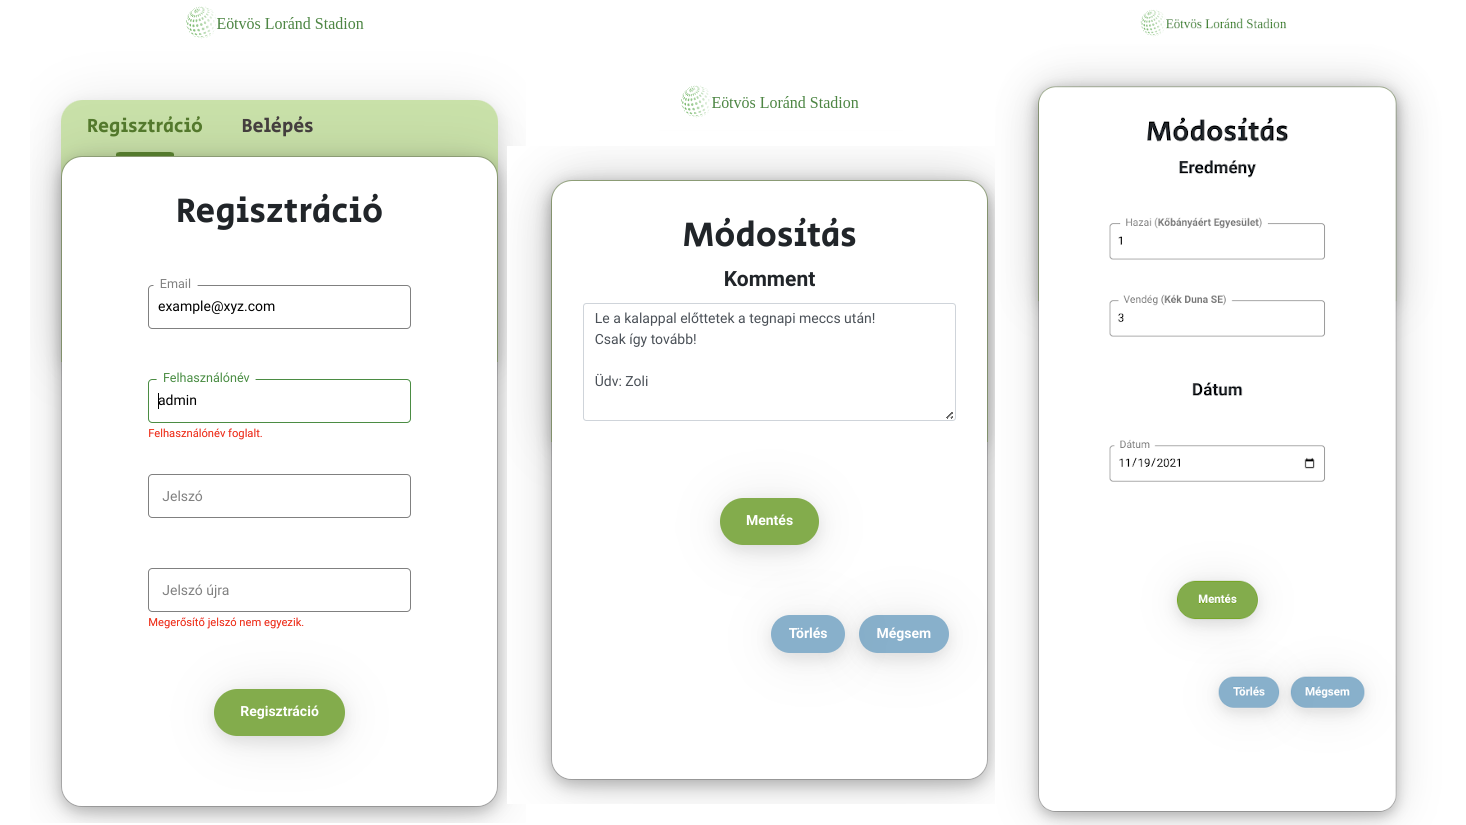 Eötvös Loránd Stadion
Regisztráció
Belépés
Regisztráció
Email
example@xyz.com
Felhasználónév
admin
Felhasználónév foglalt.
Jelszó
Jelszó újra
Megerősítő jelszó nem egyezik.
Regisztráció
Eötvös Loránd Stadion
Módosítás
Komment
Le a kalappal előttetek a tegnapi meccs után!
Csak így tovább!
Üdv: Zoli
Mentés
Törlés
Mégsem
Eötvös Loránd Stadion
Módosítás
Eredmény
Hazai (Kőbányáért Egyesület)
1
Vendég (Kék Duna SE)
3
Dátum
Dátum
11/19/2021
Mentés
Törlés
Mégsem